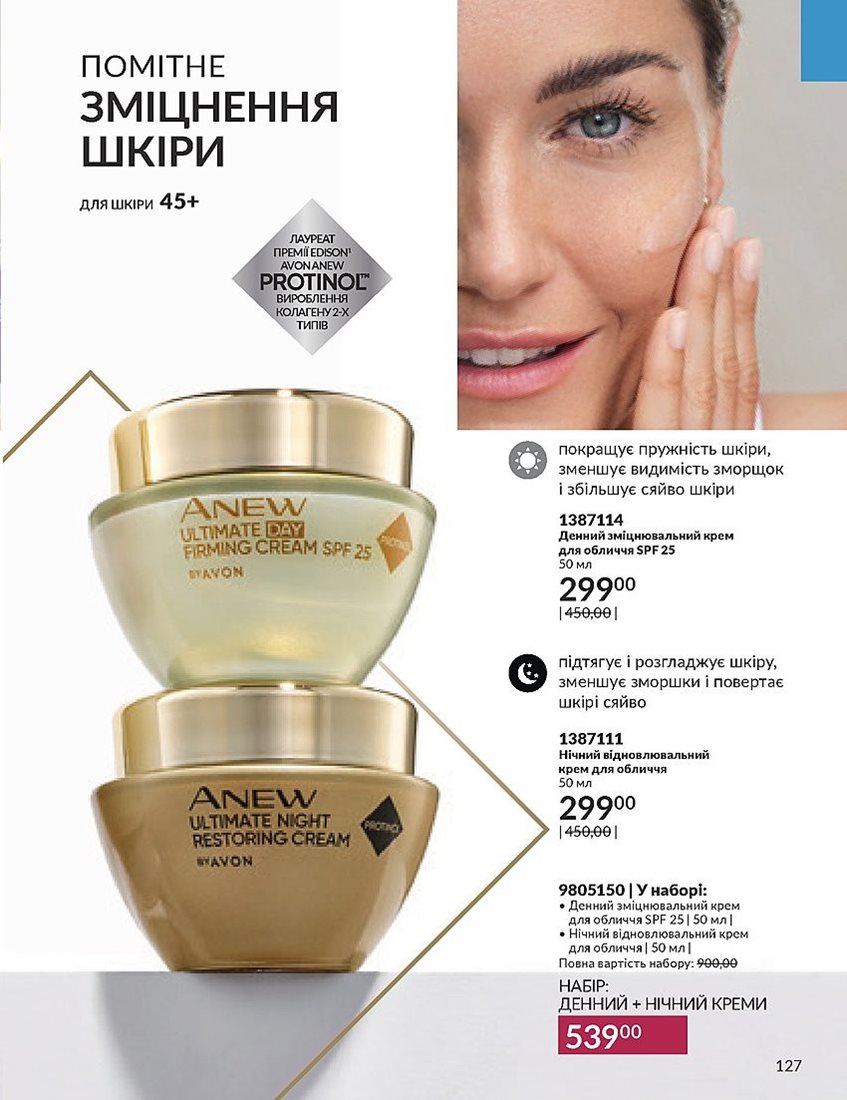 ПОМІТНЕ
ЗМІЦНЕННЯ
ШКІРИ
ДЛЯ ШКІРИ 45+
ЛАУРЕАТ
ПРЕМІЇ EDISON¹
AVON ANEW
PROTINOL™
ВИРОБЛЕННЯ
КОЛАГЕНУ 2-Х
ТИПІВ
ANEW
ULTIMATE DAY
FIRMING CREAM SPF 25
PROTINOL
BY AVON
ANEW
ULTIMATE NIGHT
RESTORING CREAM
PROTINOL
BY AVON
покращує пружність шкіри,
зменшує видимість зморщок
і збільшує сяйво шкіри
1387114
Денний зміцнювальний крем
для обличчя SPF 25
50 мл
299⁰⁰
| 450,00 |
підтягує і розгладжує шкіру,
зменшує зморшки і повертає
шкірі сяйво
1387111
Нічний відновлювальний
крем для обличчя
50 мл
299⁰⁰
| 450,00 |
9805150 | У наборі:
• Денний зміцнювальний крем
для обличчя SPF 25 | 50 мл |
• Нічний відновлювальний крем
для обличчя | 50 мл |
Повна вартість набору: 900,00
НАБІР:
ДЕННИЙ + НІЧНИЙ КРЕМИ
539⁰⁰
127